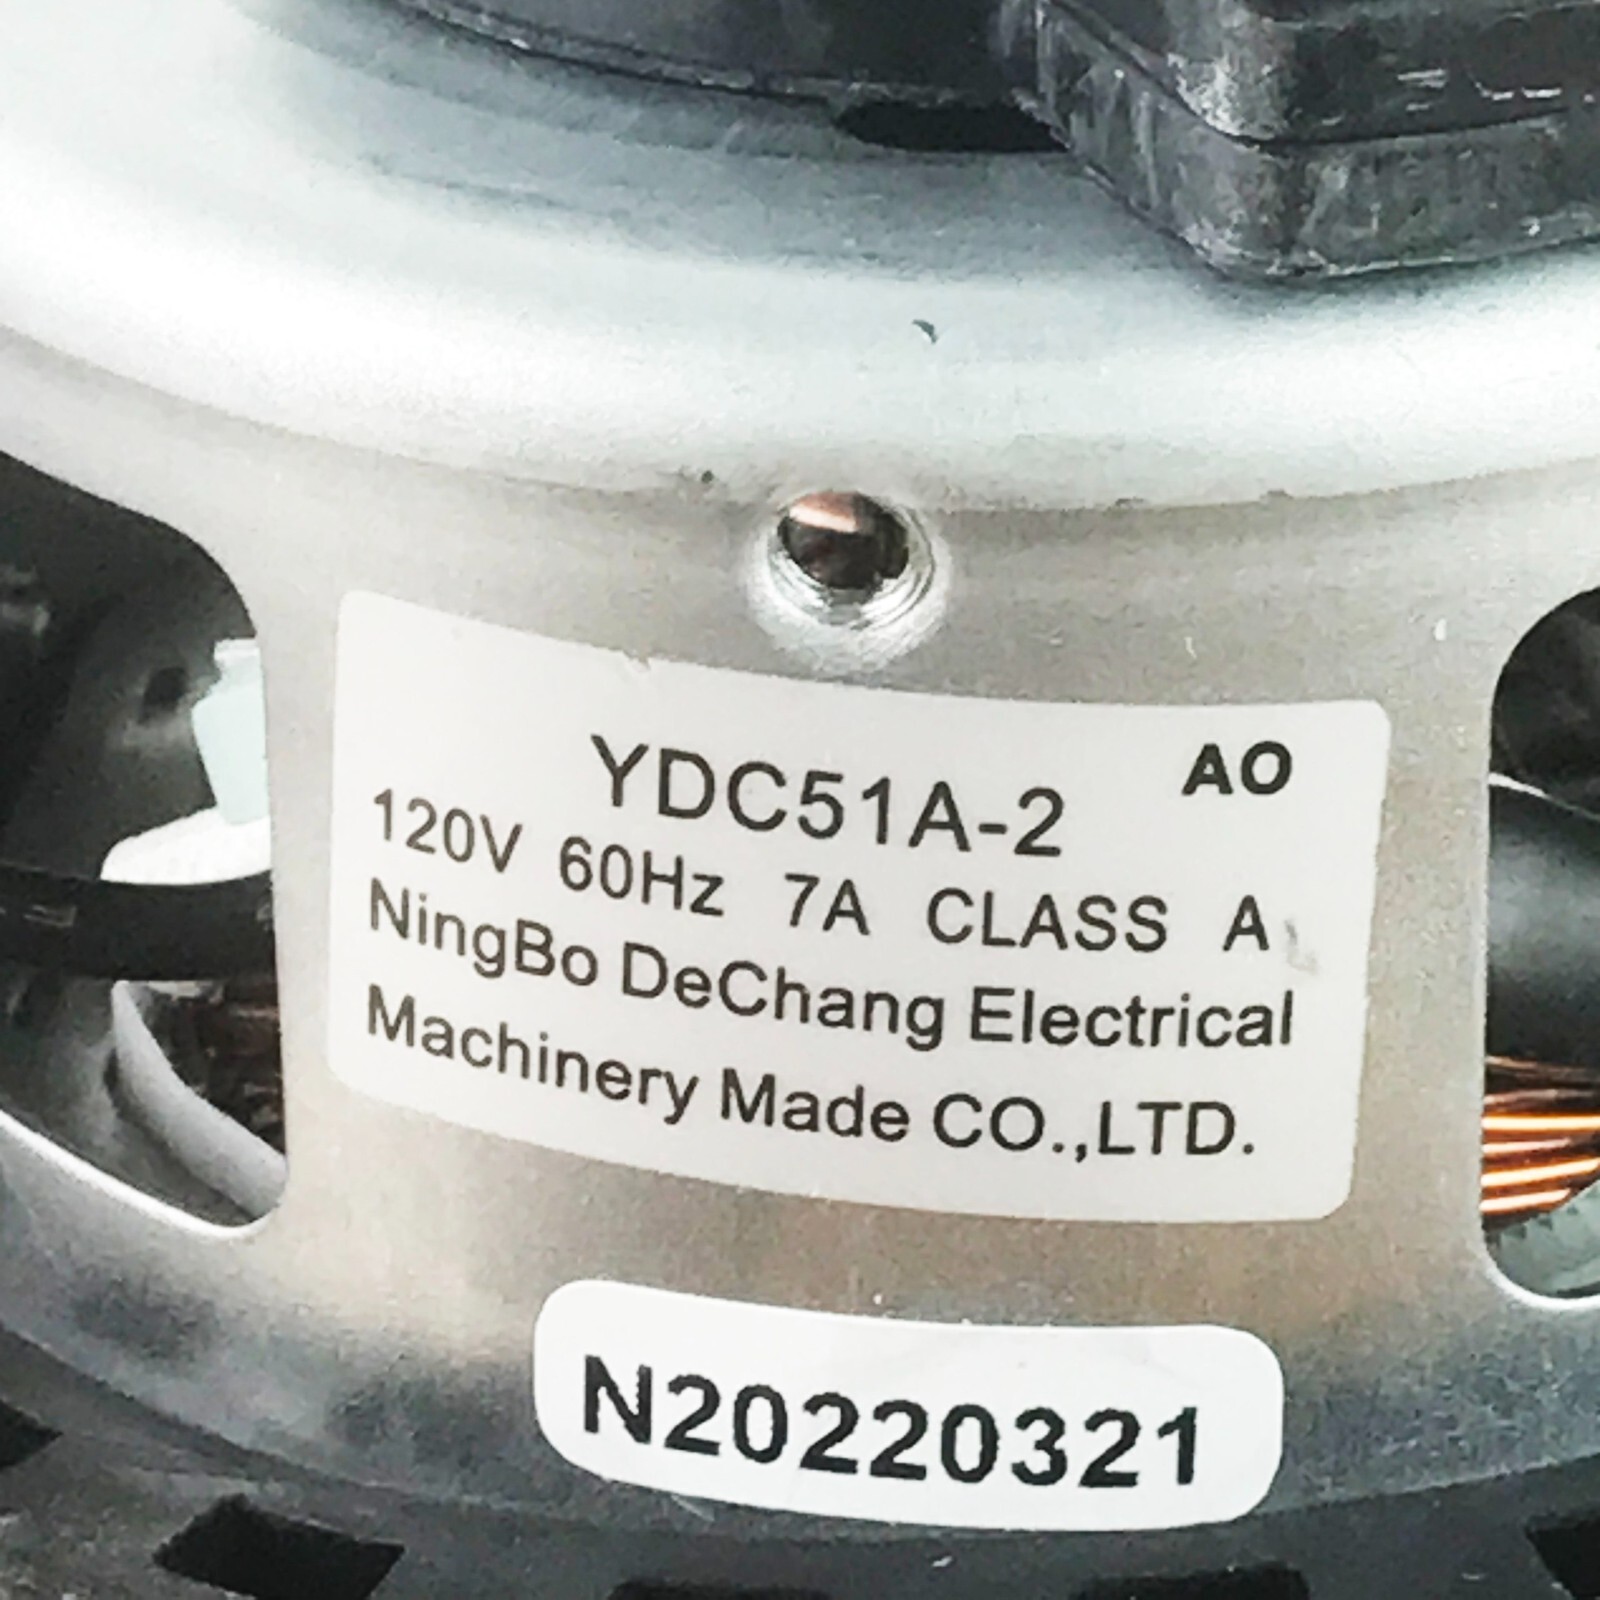 AO
YDC51A-2
120V 60Hz 7A CLASS A
NingBo DeChang Electrical
Machinery Made CO.,LTD.
N20220321